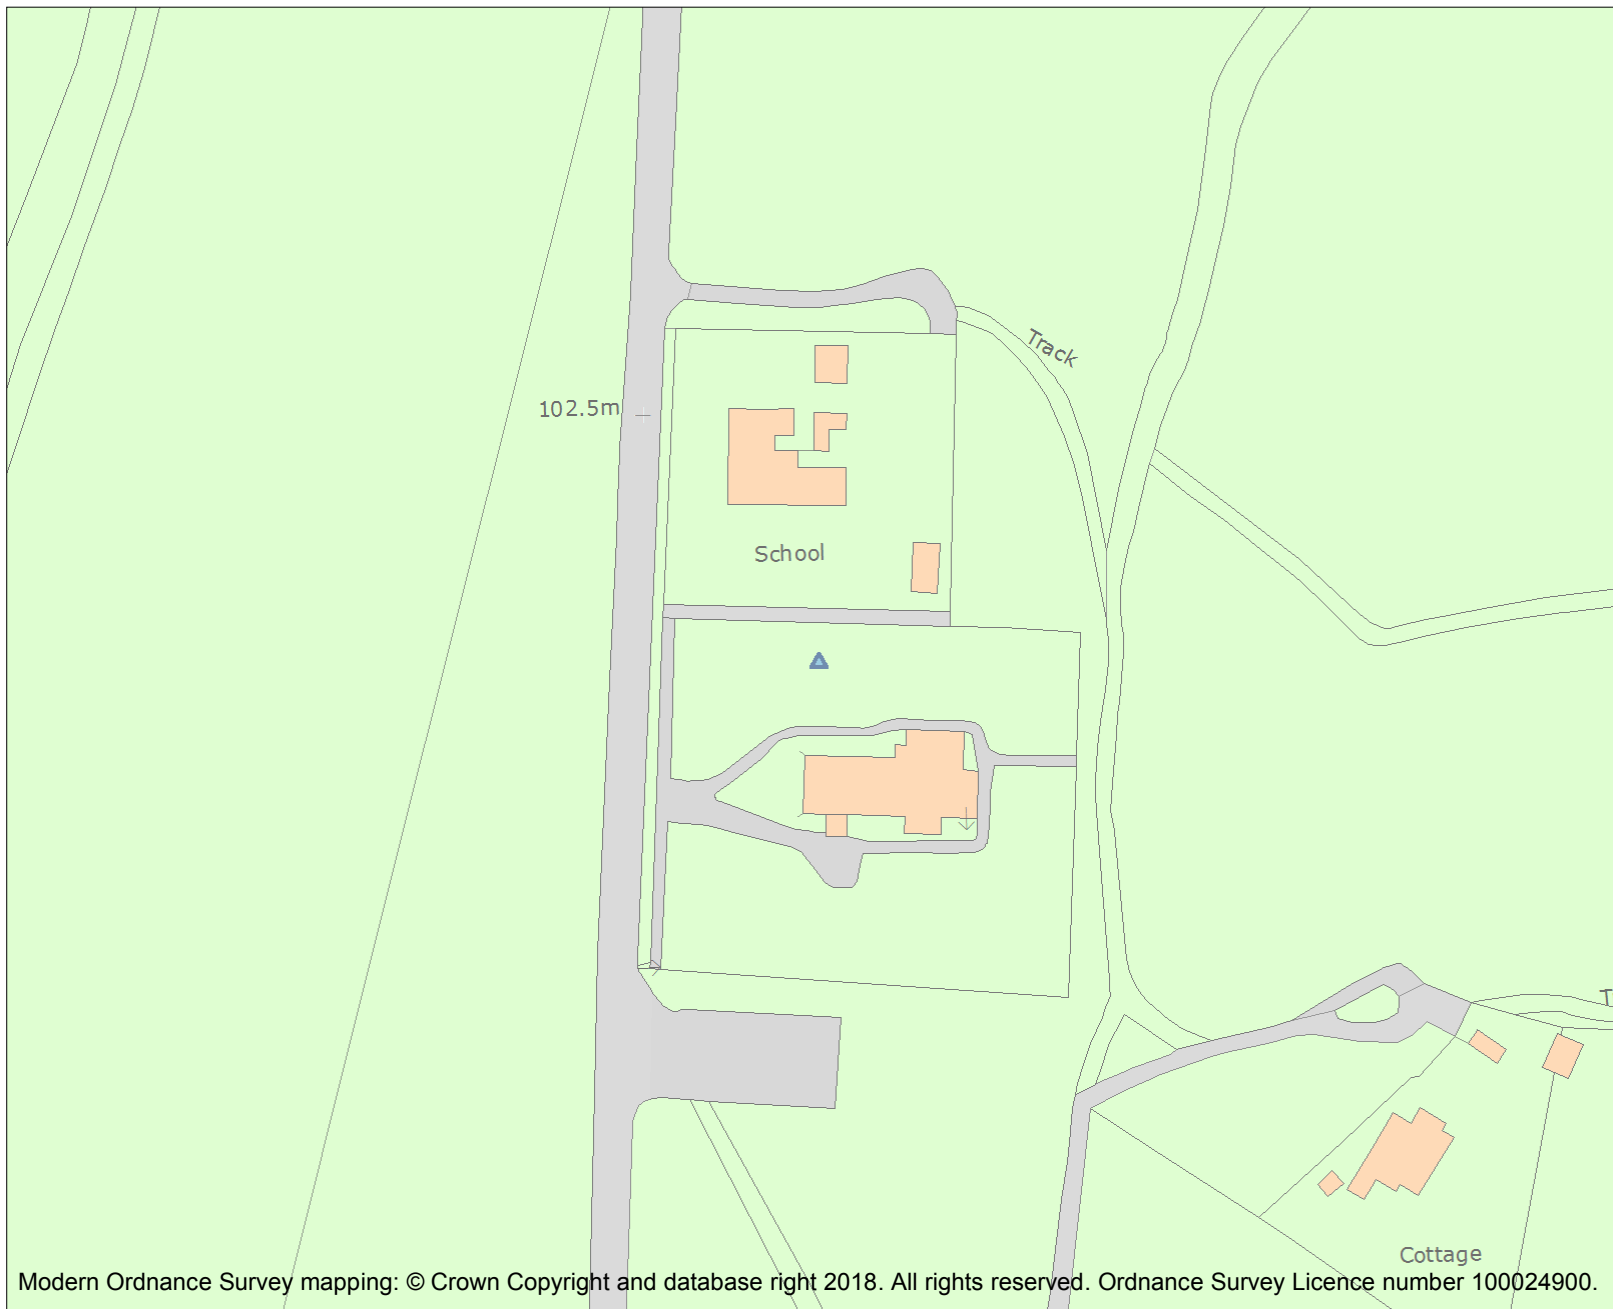 Track
102.5m
School
T
Cottage
Modern Ordnance Survey mapping: © Crown Copyright and database right 2018. All rights reserved. Ordnance Survey Licence number 100024900.